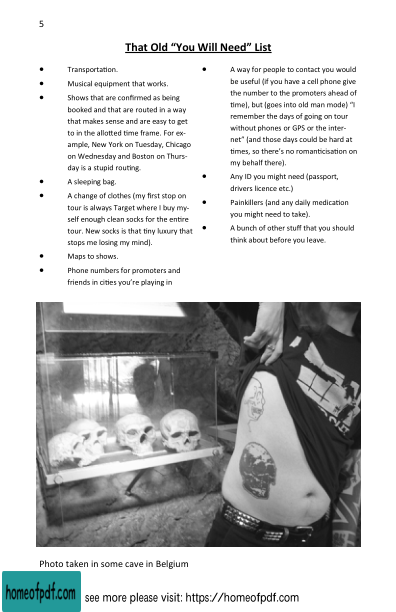 5
That Old “You Will Need” List
• Transportation.
• Musical equipment that works.
• Shows that are confirmed as being
booked and that are routed in a way
that makes sense and are easy to get
to in the allotted time frame. For ex-
ample, New York on Tuesday, Chicago
on Wednesday and Boston on Thurs-
day is a stupid routing.
• A sleeping bag.
• A change of clothes (my first stop on
tour is always Target where I buy my-
self enough clean socks for the entire
tour. New socks is that tiny luxury that
stops me losing my mind).
• Maps to shows.
• Phone numbers for promoters and
friends in cities you’re playing in
• A way for people to contact you would
be useful (if you have a cell phone give
the number to the promoters ahead of
time), but (goes into old man mode) “I
remember the days of going on tour
without phones or GPS or the inter-
net” (and those days could be hard at
times, so there’s no romanticisation on
my behalf there).
• Any ID you might need (passport,
drivers licence etc.)
• Painkillers (and any daily medication
you might need to take).
• A bunch of other stuff that you should
think about before you leave.
Photo taken in some cave in Belgium
homeofpdf.com
see more please visit: https://homeofpdf.com